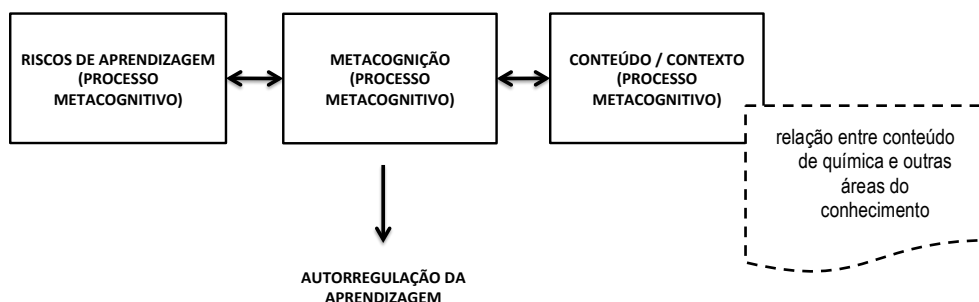 RISCOS DE APRENDIZAGEM
(PROCESSO
METACOGNITIVO)
METACOGNIÇÃO
(PROCESSO
METACOGNITIVO)
CONTEÚDO / CONTEXTO
(PROCESSO
METACOGNITIVO)
relação entre conteúdo
de química e outras
áreas do
conhecimento
AUTORREGULAÇÃO DA
APRENDIZAGEM